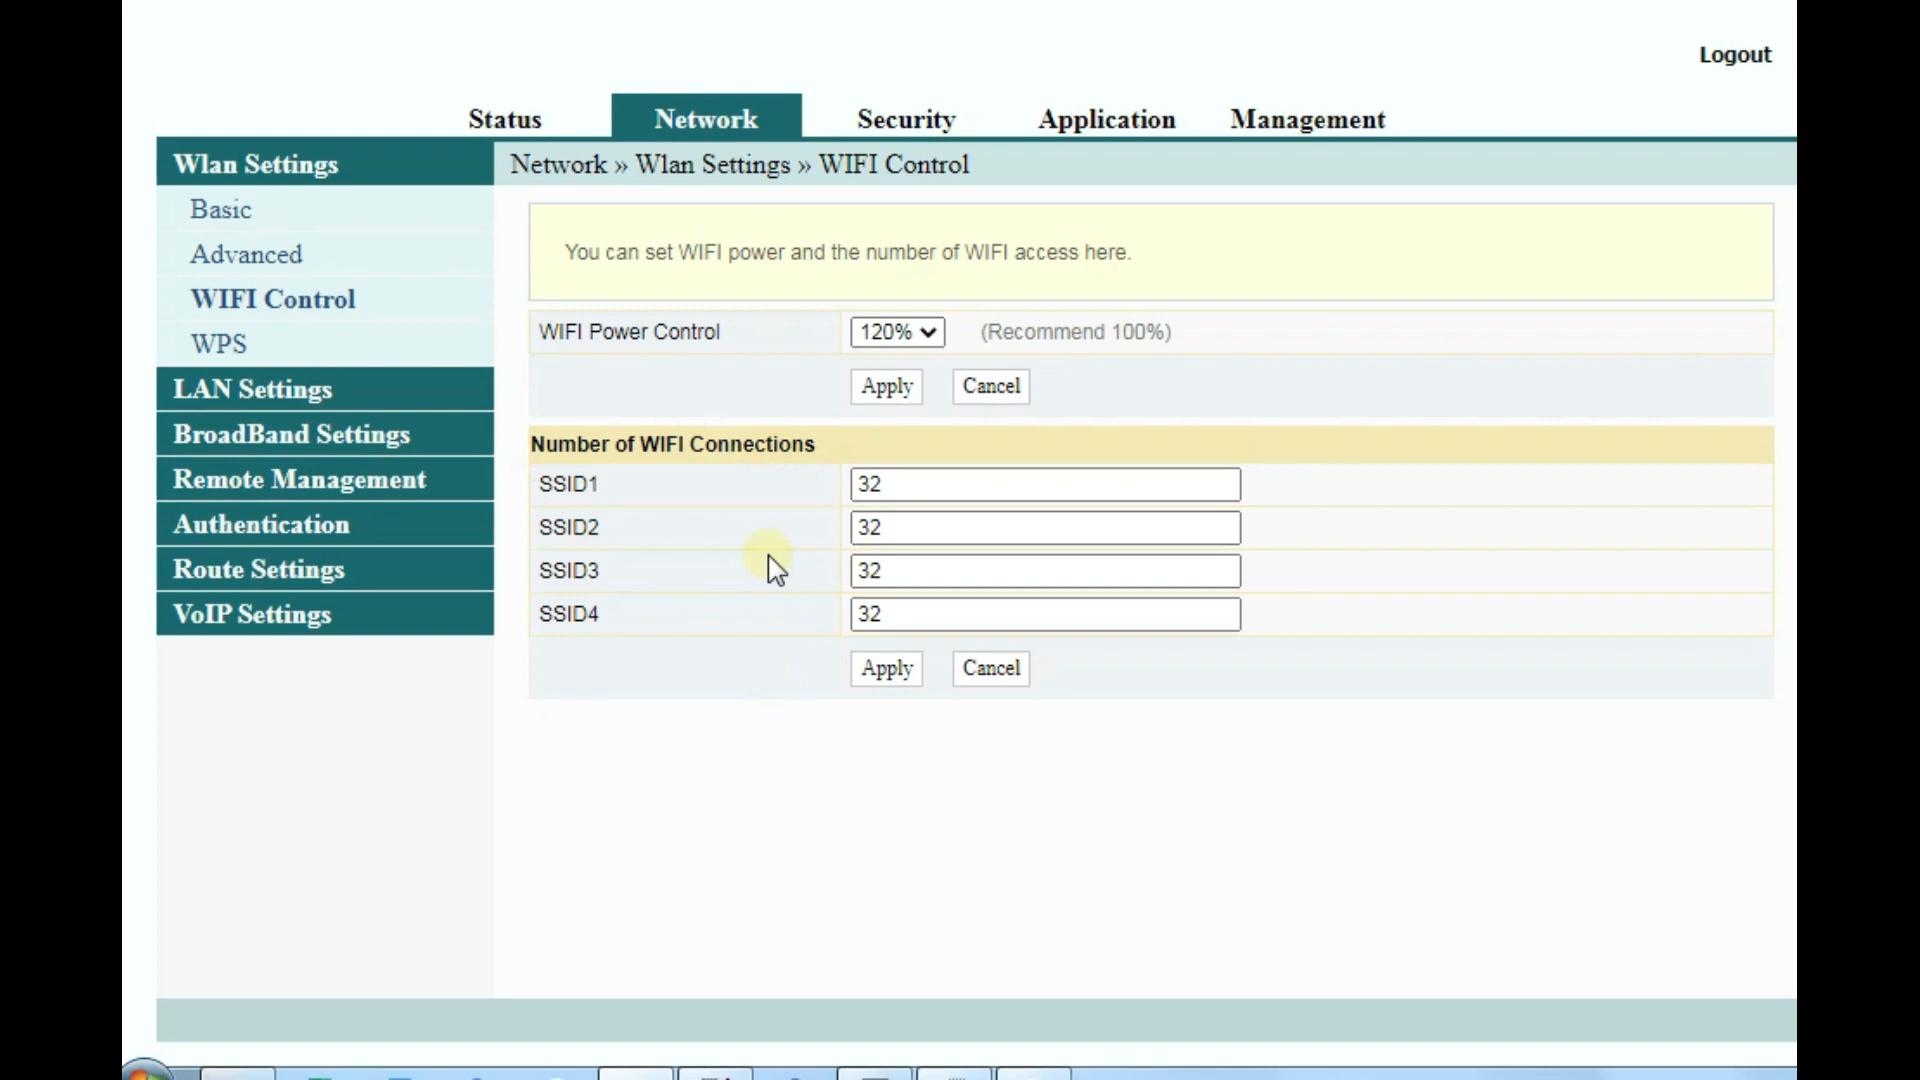 Logout
Status Network Security Application Management
Wlan Settings
Network » Wlan Settings » WIFI Control
Basic
Advanced
WIFI Control
WPS
LAN Settings
BroadBand Settings
Remote Management
Authentication
Route Settings
VoIP Settings
You can set WIFI power and the number of WIFI access here.
WIFI Power Control 120% (Recommend 100%)
Apply Cancel
Number of WIFI Connections
SSID1 32
SSID2 32
SSID3 32
SSID4 32
Apply Cancel